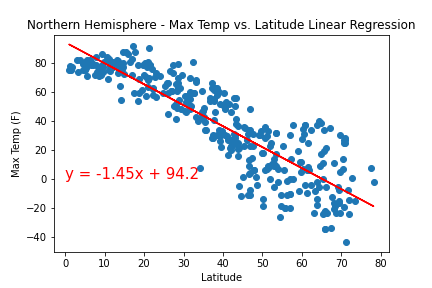 Northern Hemisphere - Max Temp vs. Latitude Linear Regression
80
60
40
20
0
−20
−40
Max Temp (F)
y = -1.45x + 94.2
0 10 20 30 40 50 60 70 80
Latitude